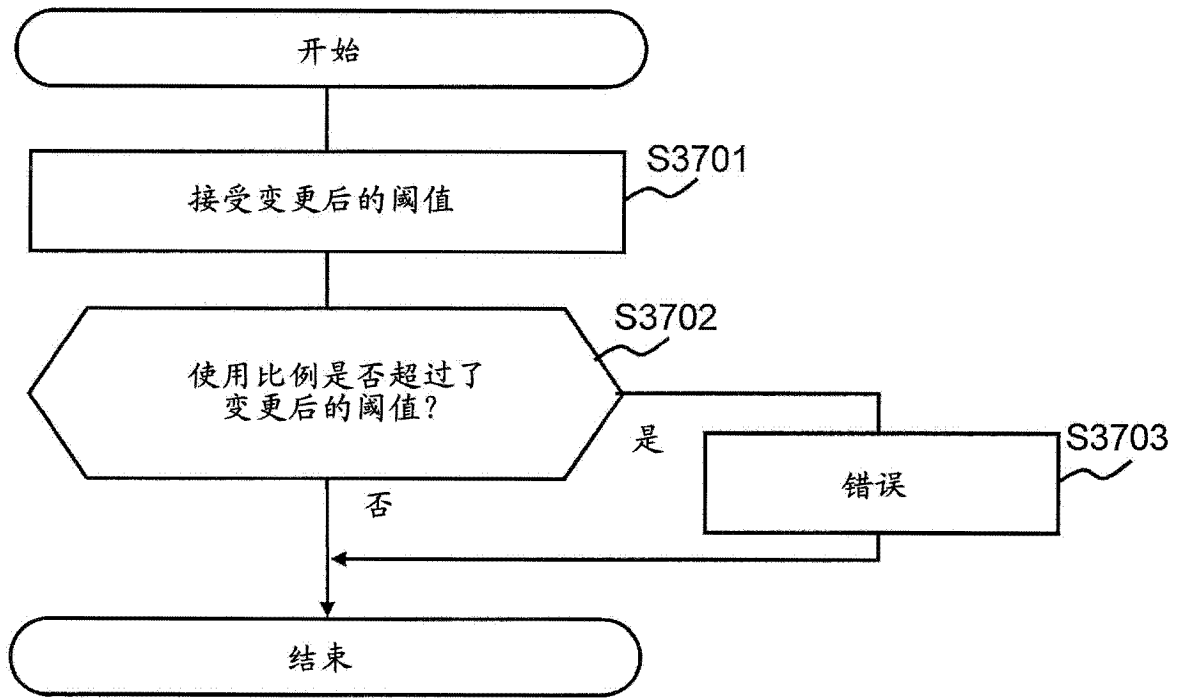 开始
接受变更后的阈值
S3701
使用比例是否超过了
变更后的阈值?
S3702
是
错误
S3703
否
结束